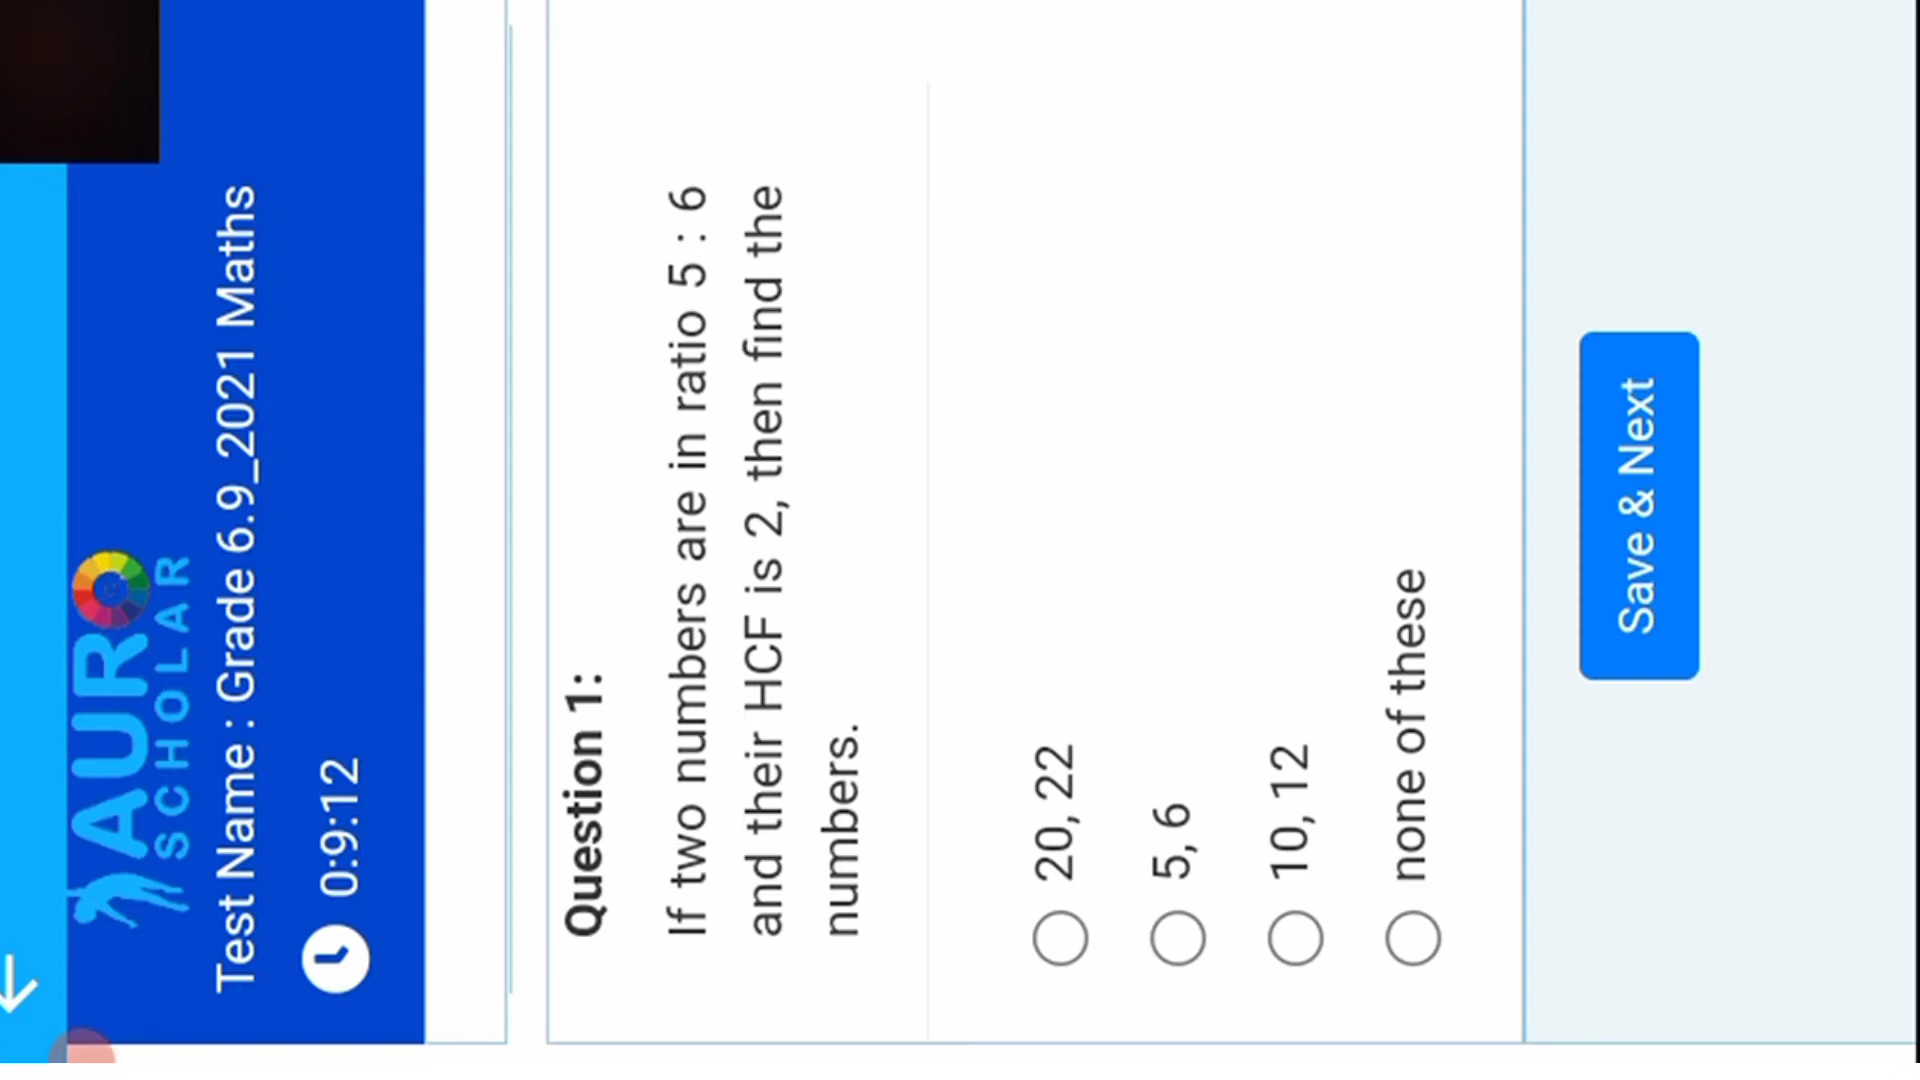 AURO
SCHOLAR
Test Name : Grade 6.9_2021 Maths
0:9:12
Question 1:
If two numbers are in ratio 5 : 6
and their HCF is 2, then find the
numbers.
20, 22
5, 6
10, 12
none of these
Save & Next